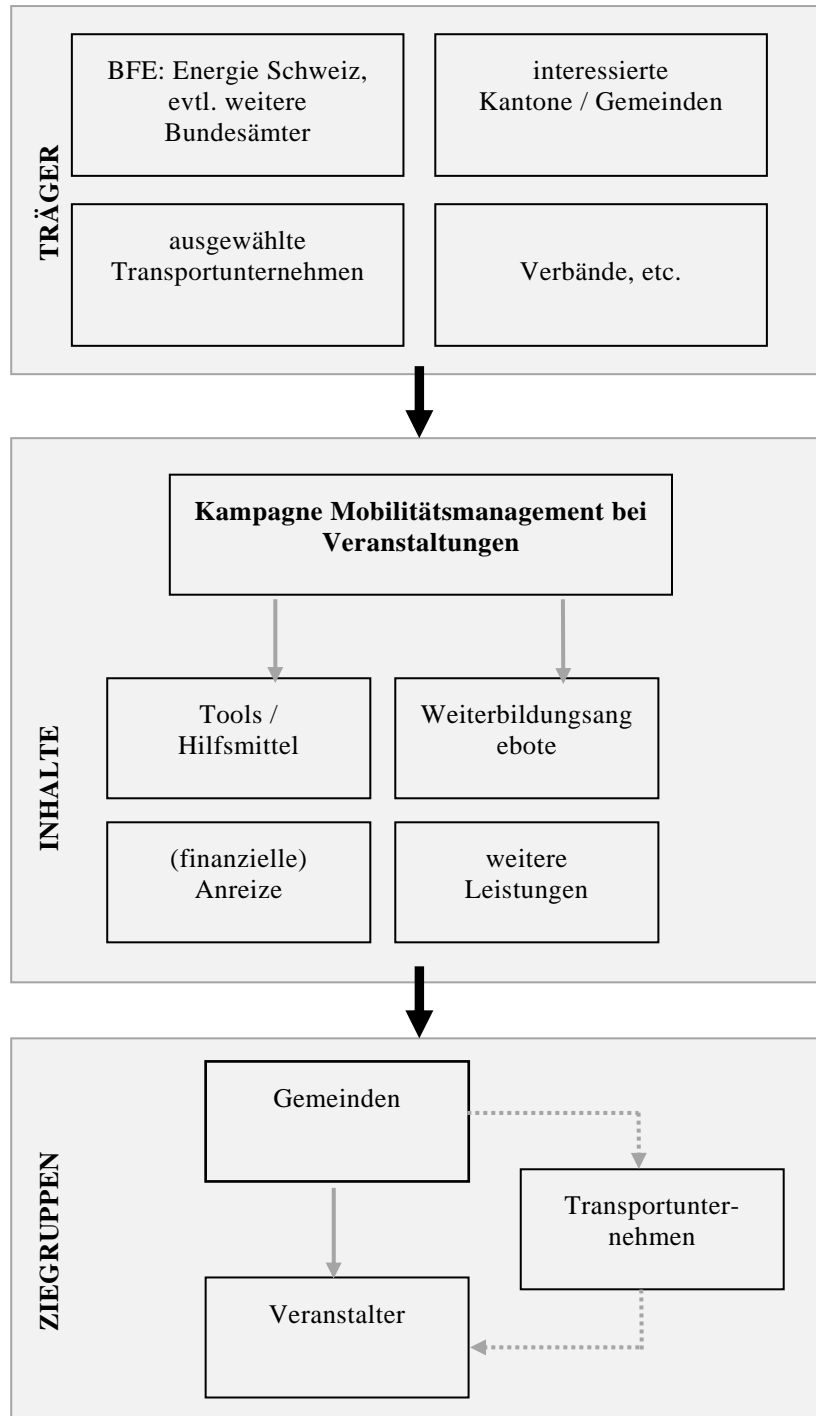 TRÄGER
BFE: Energie Schweiz,
evtl. weitere
Bundesämter
interessierte
Kantone / Gemeinden
ausgewählte
Transportunternehmen
Verbände, etc.
INHALTE
Kampagne Mobilitätsmanagement bei
Veranstaltungen
Tools /
Hilfsmittel
Weiterbildungsang
ebote
(finanzielle)
Anreize
weitere
Leistungen
ZIEGRUPPEN
Gemeinden
Transportunter-
nehmen
Veranstalter